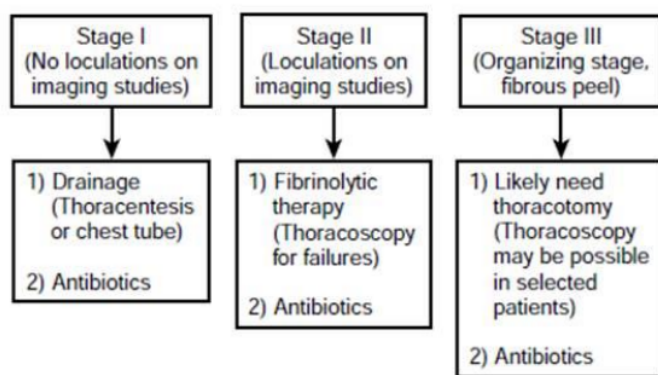 Stage I
(No loculations on
imaging studies)
Stage II
(Loculations on
imaging studies)
Stage III
(Organizing stage,
fibrous peel)
1) Drainage
(Thoracentesis
or chest tube)
2) Antibiotics
1) Fibrinolytic
therapy
(Thoracoscopy
for failures)
2) Antibiotics
1) Likely need
thoracotomy
(Thoracoscopy
may be possible
in selected
patients)
2) Antibiotics